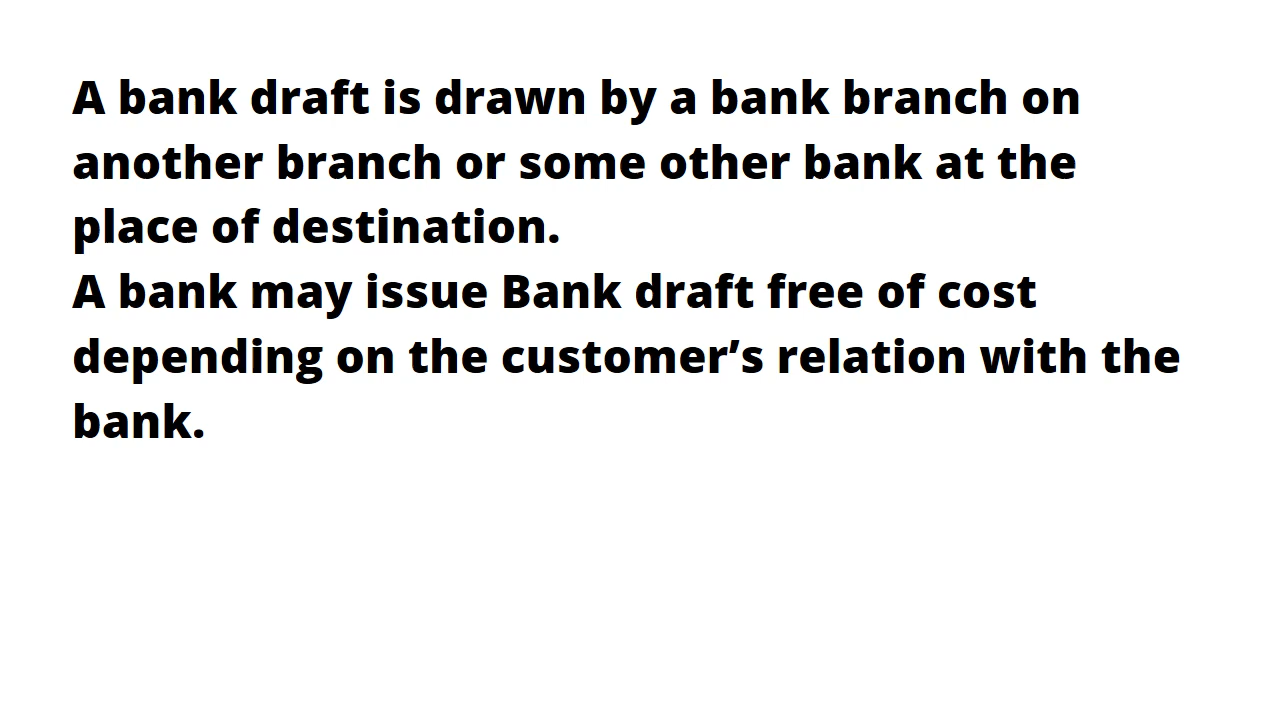 A bank draft is drawn by a bank branch on
another branch or some other bank at the
place of destination.
A bank may issue Bank draft free of cost
depending on the customer’s relation with the
bank.